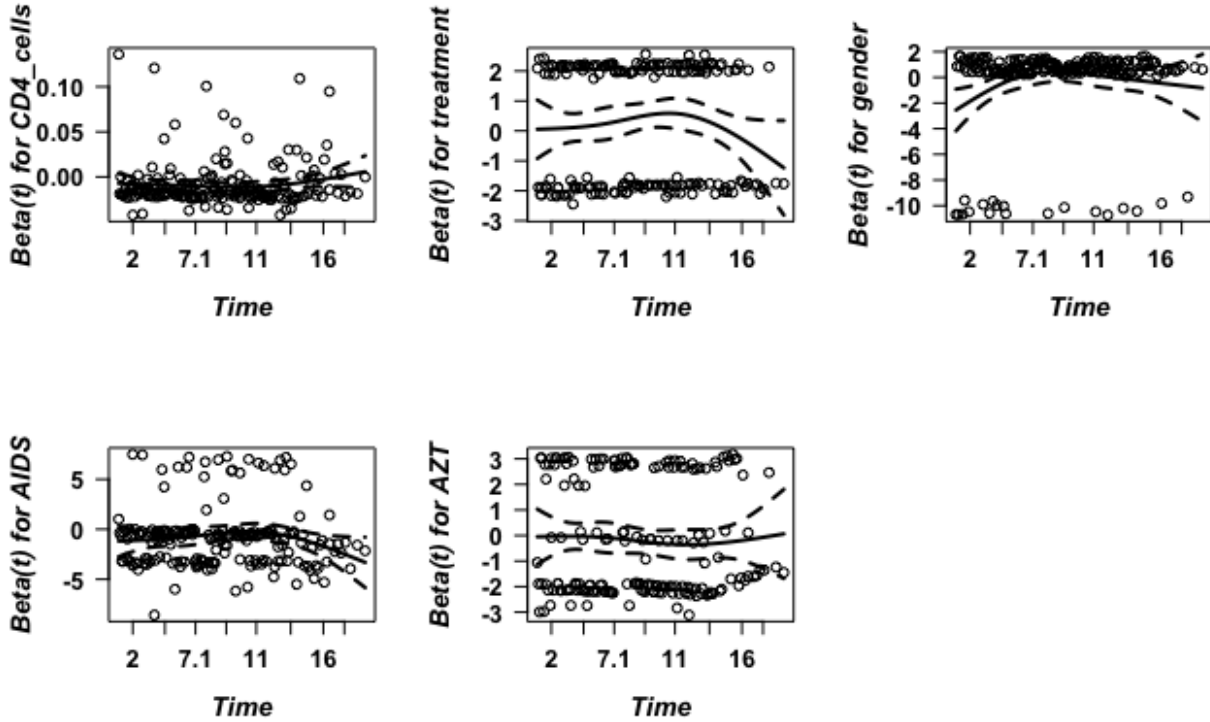 Beta(t) for CD4_cells
0.10
0.05
0.00
2 7.1 11 16
Time
Beta(t) for treatment
2
1
0
-1
-2
-3
2 7.1 11 16
Time
Beta(t) for gender
2
0
-2
-4
-6
-8
-10
2 7.1 11 16
Time
Beta(t) for AIDS
5
0
-5
2 7.1 11 16
Time
Beta(t) for AZT
3
2
1
0
-1
-2
-3
2 7.1 11 16
Time